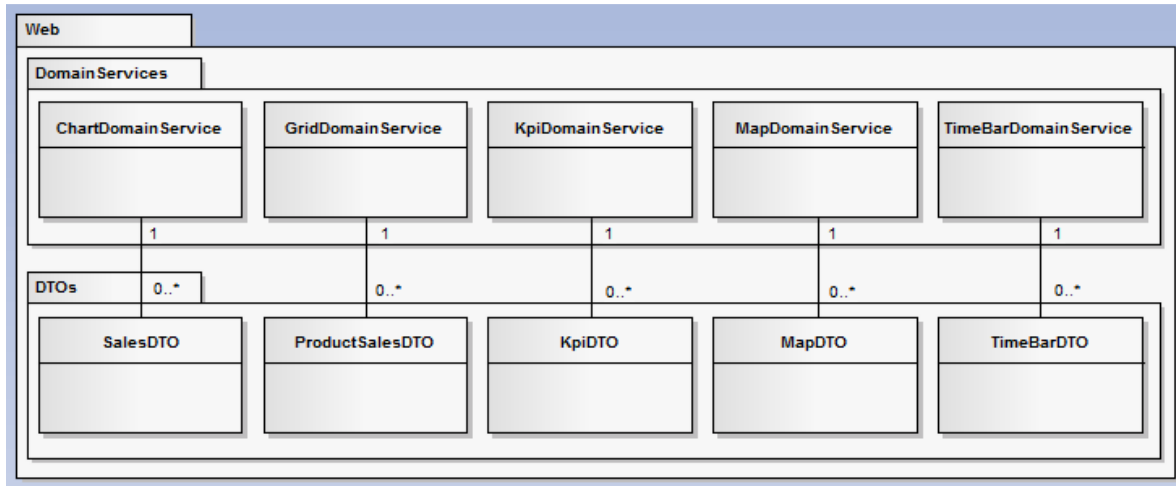 Web
DomainServices
ChartDomainService GridDomainService KpiDomainService MapDomainService TimeBarDomainService
1 1 1 1 1
DTOs 0..* 0..* 0..* 0..* 0..*
SalesDTO ProductSalesDTO KpiDTO MapDTO TimeBarDTO